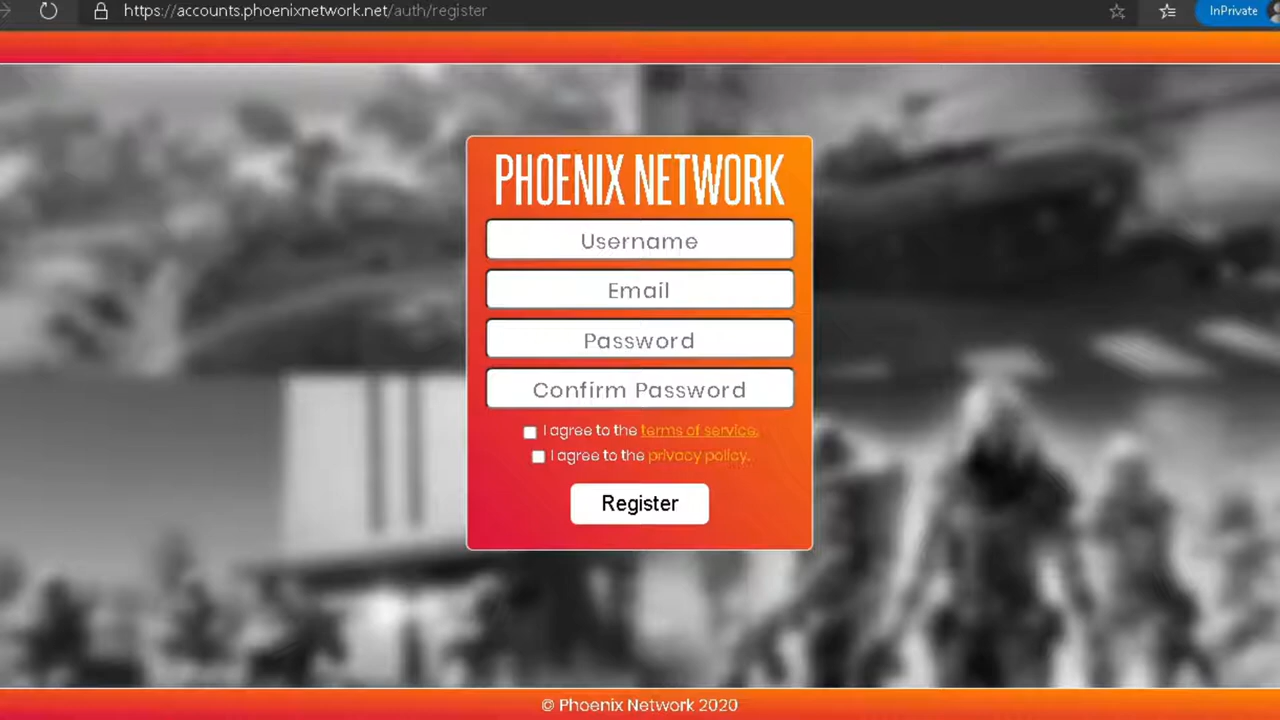 https://accounts.phoenixnetwork.net/auth/register
InPrivate
PHOENIX NETWORK
Username
Email
Password
Confirm Password
I agree to the terms of service.
I agree to the privacy policy.
Register
© Phoenix Network 2020